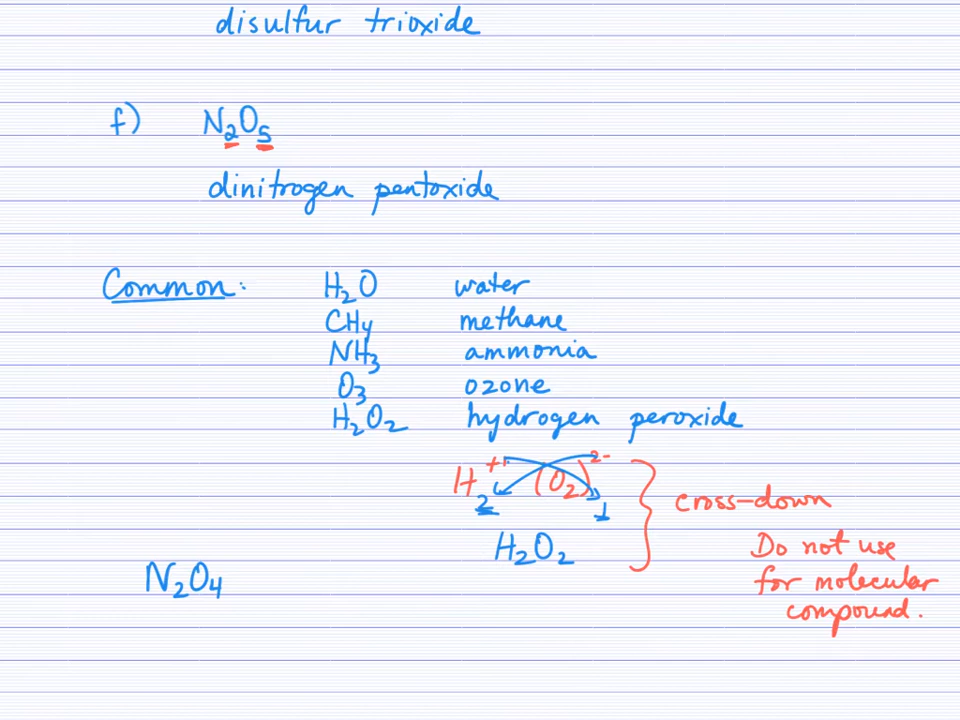 disulfur trioxide
f) N₂O₅
dinitrogen pentoxide
Common: H₂O water
CH₄ methane
NH₃ ammonia
O₃ ozone
H₂O₂ hydrogen peroxide
H₂⁺¹ (O₂)²⁻ 1 cross-down
H₂O₂ Do not use
N₂O₄ for molecular
compound.